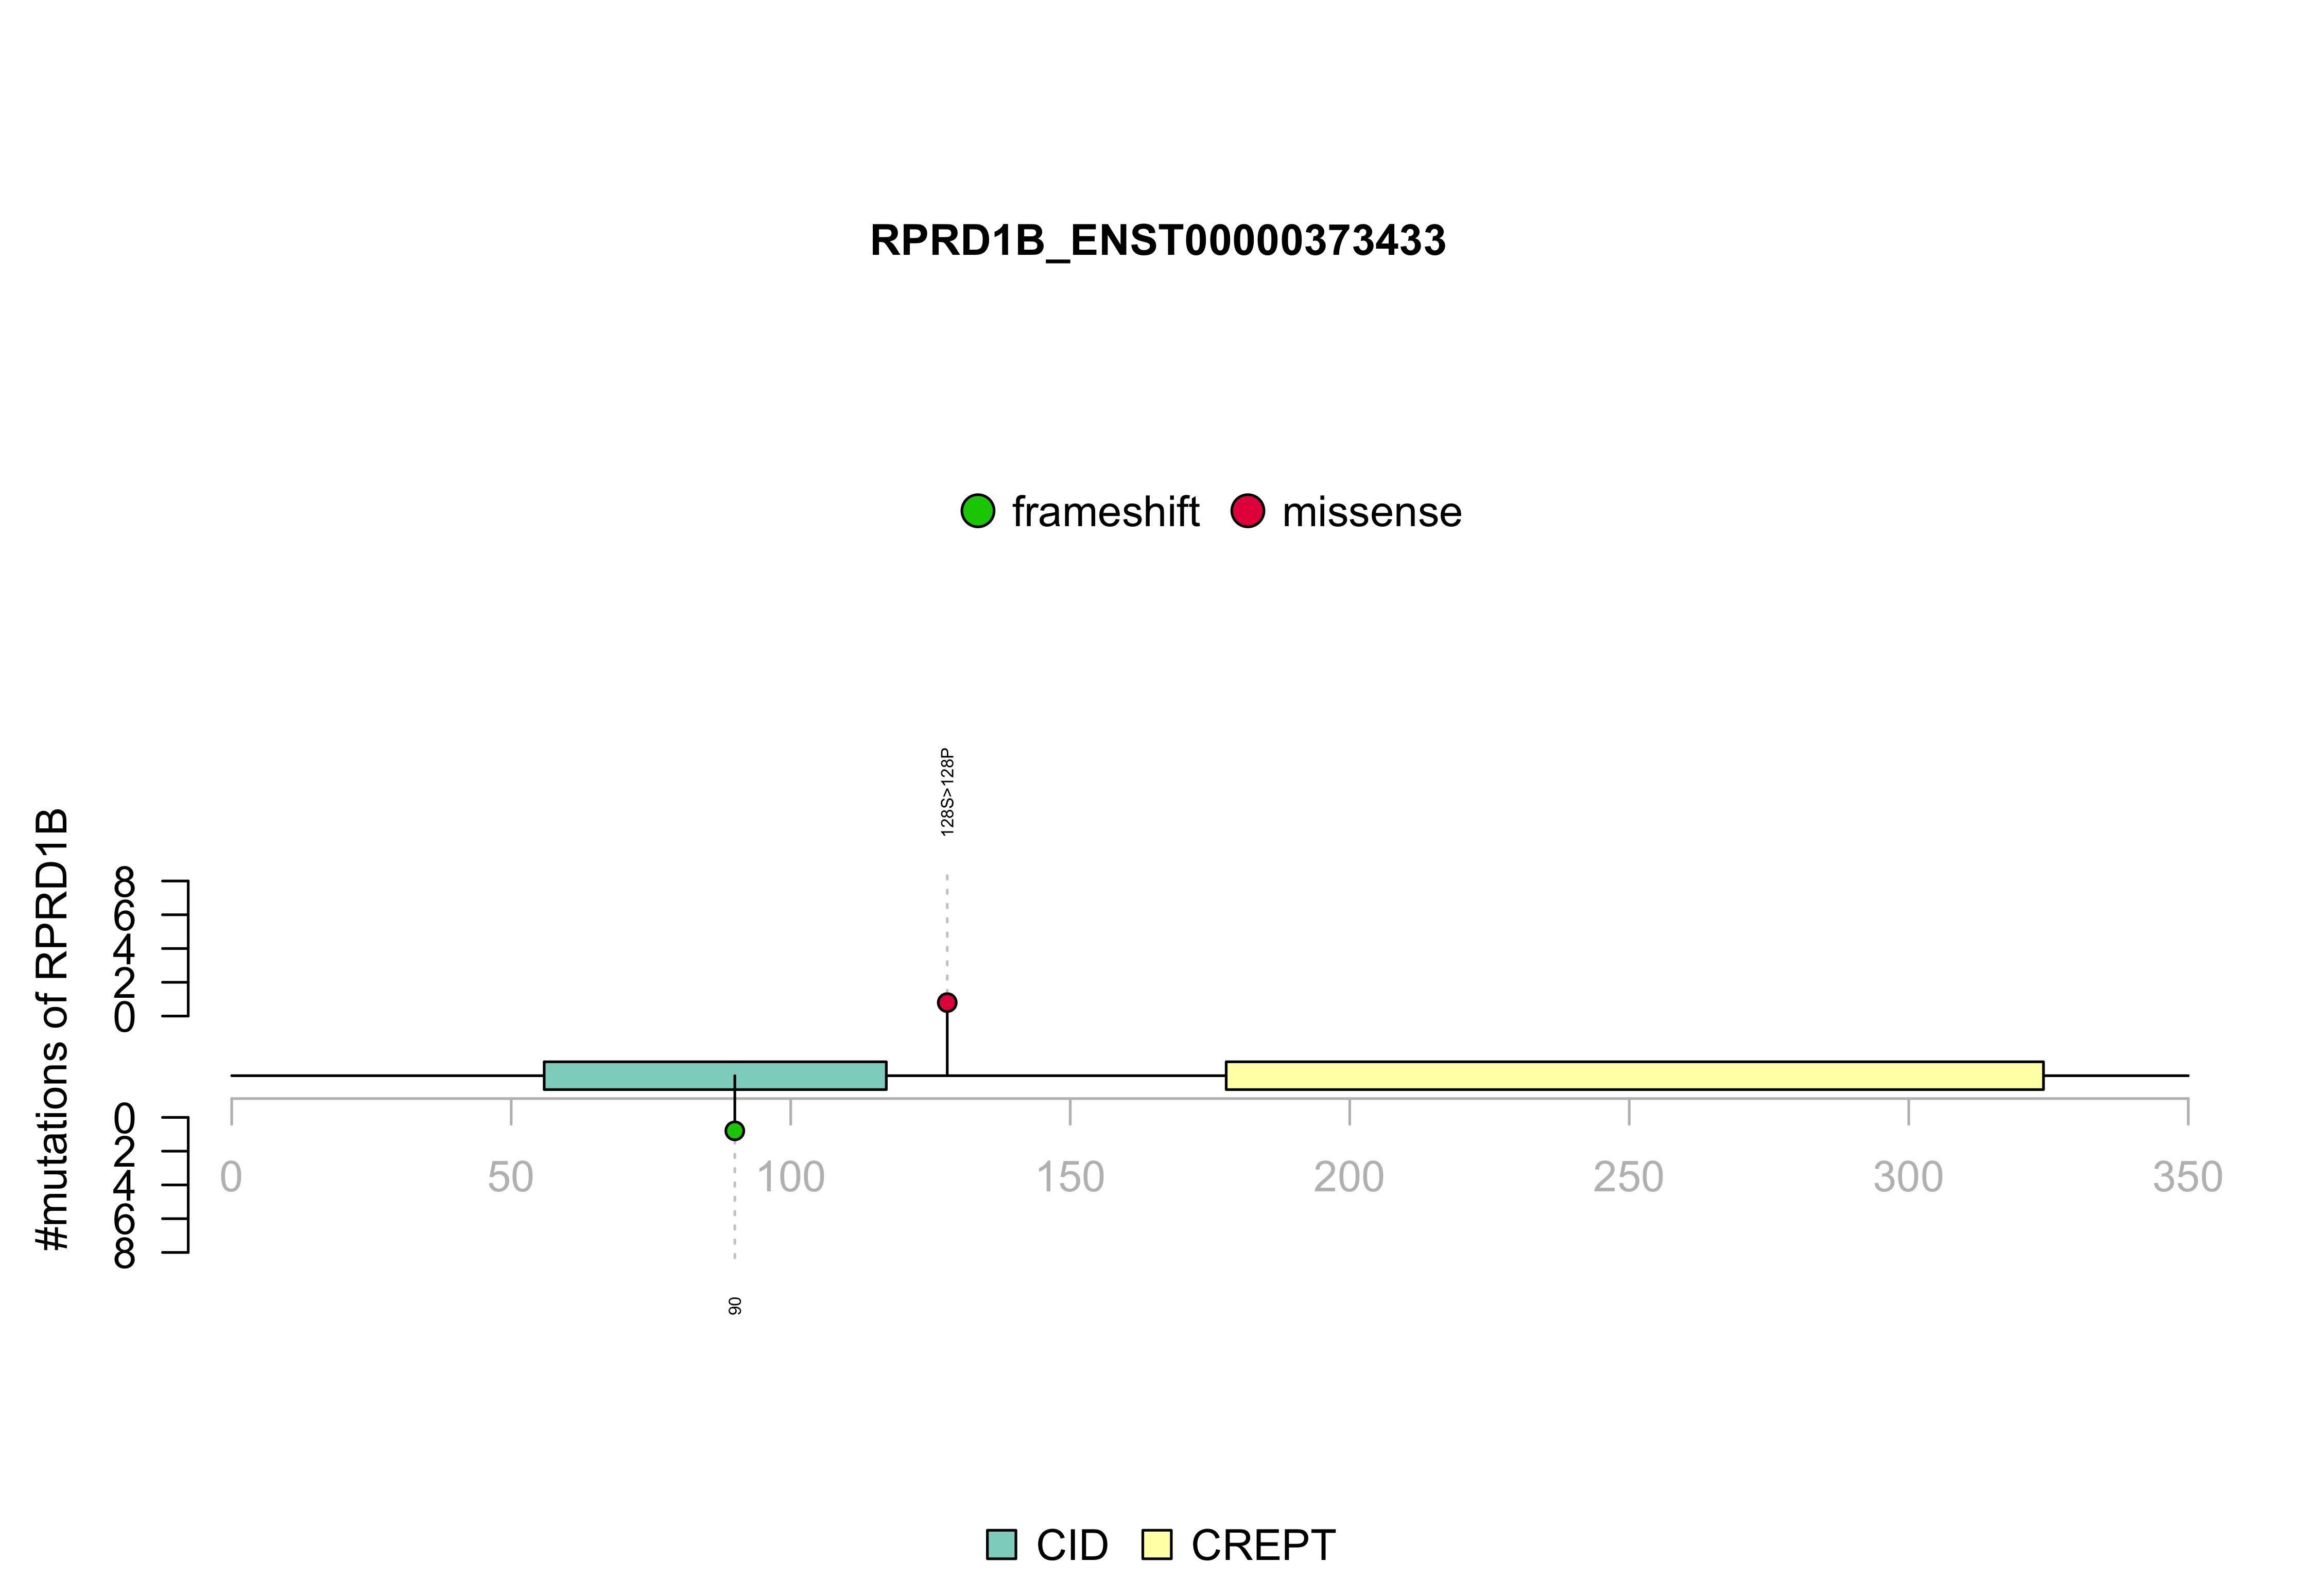 RPRD1B_ENST00000373433
frameshift missense
128S>128P
#mutations of RPRD1B
8
6
4
2
0
0
2
4
6
8
0 50 100 150 200 250 300 350
90
CID CREPT